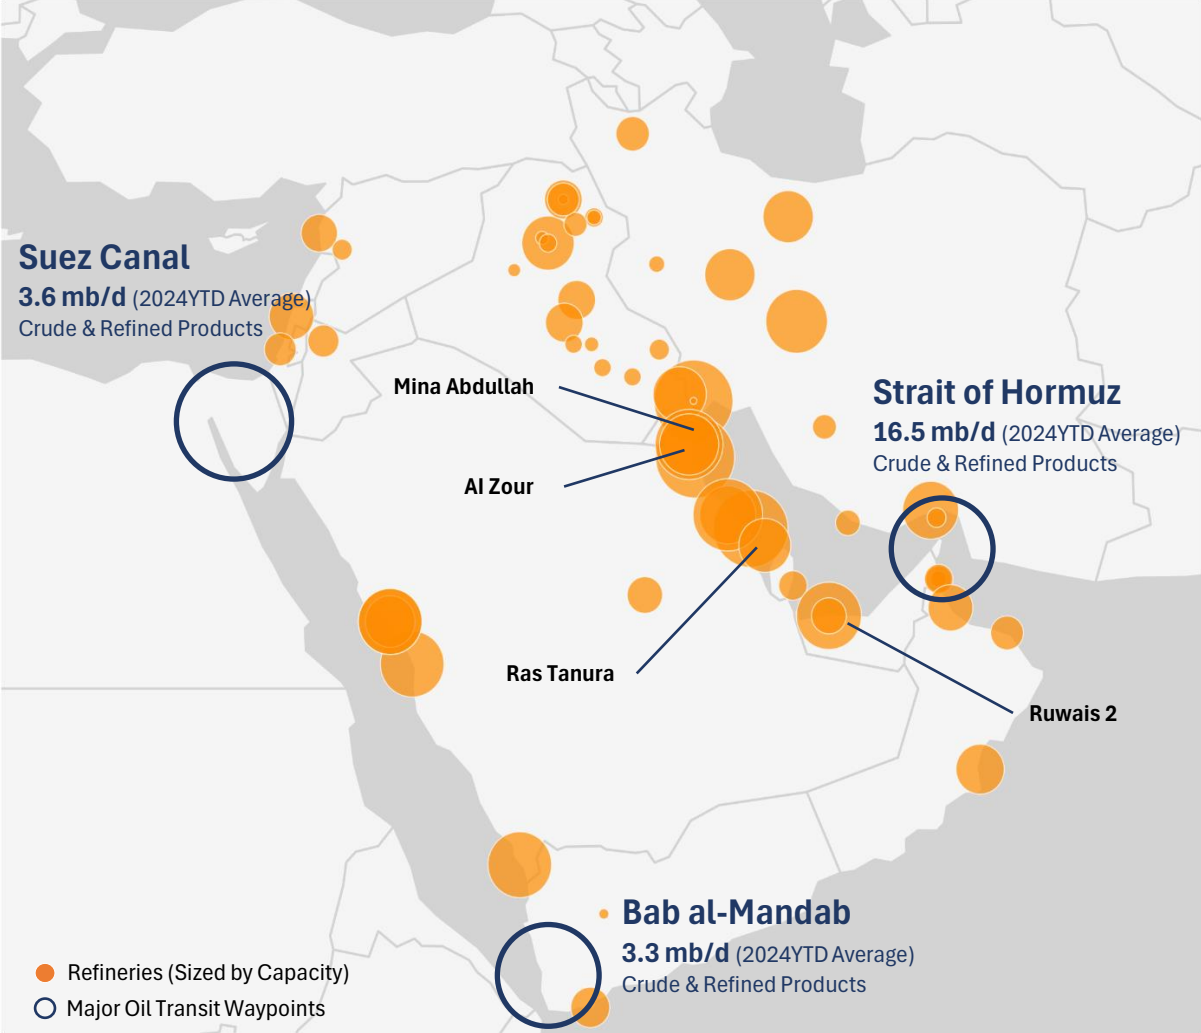 Suez Canal
3.6 mb/d (2024YTD Average)
Crude & Refined Products
Mina Abdullah
Al Zour
Strait of Hormuz
16.5 mb/d (2024YTD Average)
Crude & Refined Products
Ras Tanura
Ruwais 2
Bab al-Mandab
3.3 mb/d (2024YTD Average)
Crude & Refined Products
Refineries (Sized by Capacity)
Major Oil Transit Waypoints